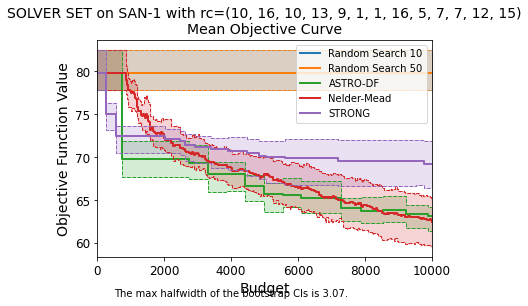 SOLVER SET on SAN-1 with rc=(10, 16, 10, 13, 9, 1, 1, 16, 5, 7, 7, 12, 15)
Mean Objective Curve
Objective Function Value
80
75
70
65
60
Random Search 10
Random Search 50
ASTRO-DF
Nelder-Mead
STRONG
0 2000 4000 6000 8000 10000
Budget
The max halfwidth of the bootstrap CIs is 3.07.